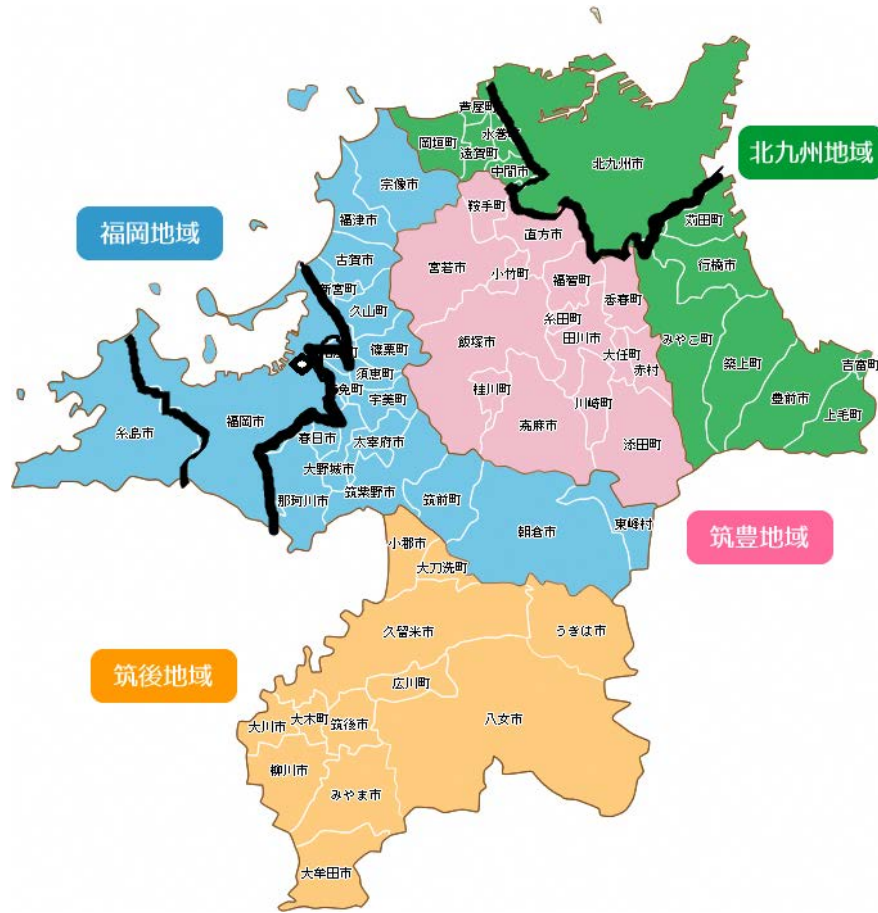 芦屋町
水巻町
岡垣町
遠賀町
北九州市
北九州地域
中間市
宗像市
鞍手町
苅田町
福岡地域
福津市
直方市
古賀市
宮若市
小竹町
福智町
行橋市
新宮町
香春町
久山町
糸田町
田川市
みやこ町
飯塚市
篠栗町
大任町
築上町
吉富町
須恵町
赤村
桂川町
豊前市
宇美町
川崎町
上毛町
福岡市
糸島市
春日市
太宰府市
嘉麻市
添田町
大野城市
那珂川市
筑紫野市
筑前町
朝倉市
東峰村
筑豊地域
小郡市
大刀洗町
久留米市
うきは市
筑後地域
広川町
大川市
大木町
筑後市
八女市
柳川市
みやま市
大牟田市